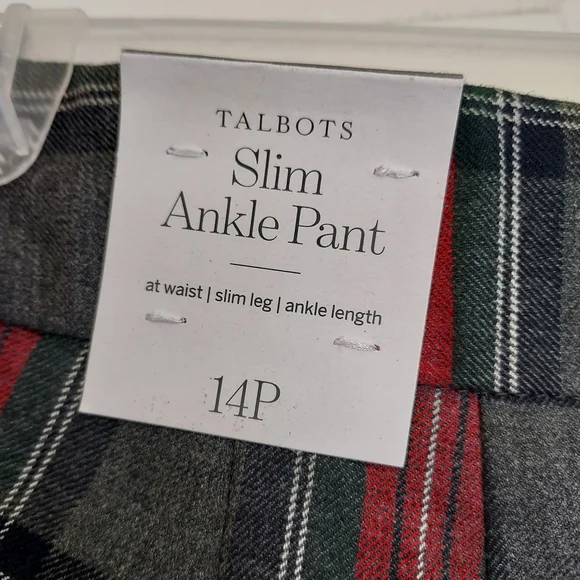 TALBOTS
Slim
Ankle Pant
at waist | slim leg | ankle length
14P